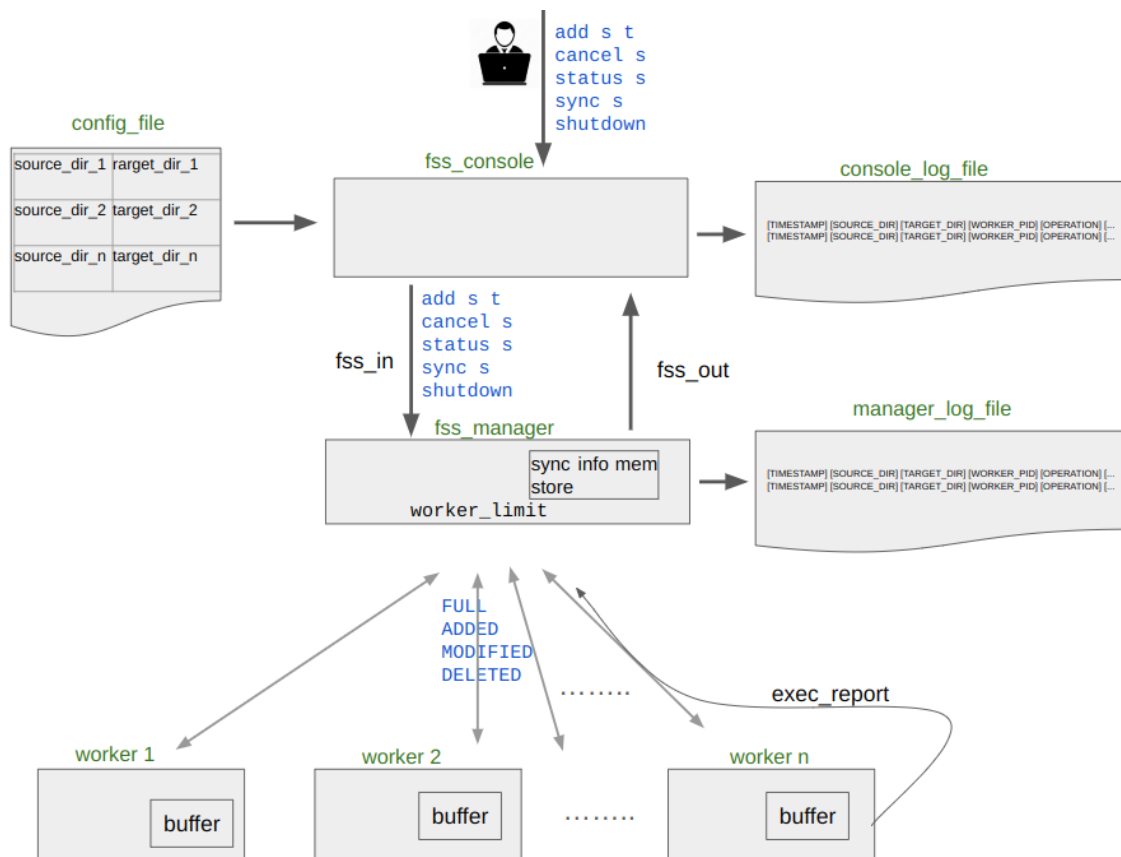 add s t
cancel s
status s
sync s
shutdown
config_file
source_dir_1 rarget_dir_1
source_dir_2 target_dir_2
source_dir_n target_dir_n
fss_console
console_log_file
[TIMESTAMP] [SOURCE_DIR] [TARGET_DIR] [WORKER_PID] [OPERATION] [...
[TIMESTAMP] [SOURCE_DIR] [TARGET_DIR] [WORKER_PID] [OPERATION] [...
fss_in
add s t
cancel s
status s
sync s
shutdown
fss_out
fss_manager
sync info mem
store
worker_limit
manager_log_file
[TIMESTAMP] [SOURCE_DIR] [TARGET_DIR] [WORKER_PID] [OPERATION] [...
[TIMESTAMP] [SOURCE_DIR] [TARGET_DIR] [WORKER_PID] [OPERATION] [...
FULL
ADDED
MODIFIED
DELETED
........
exec_report
worker 1
worker 2
worker n
buffer
buffer
........
buffer